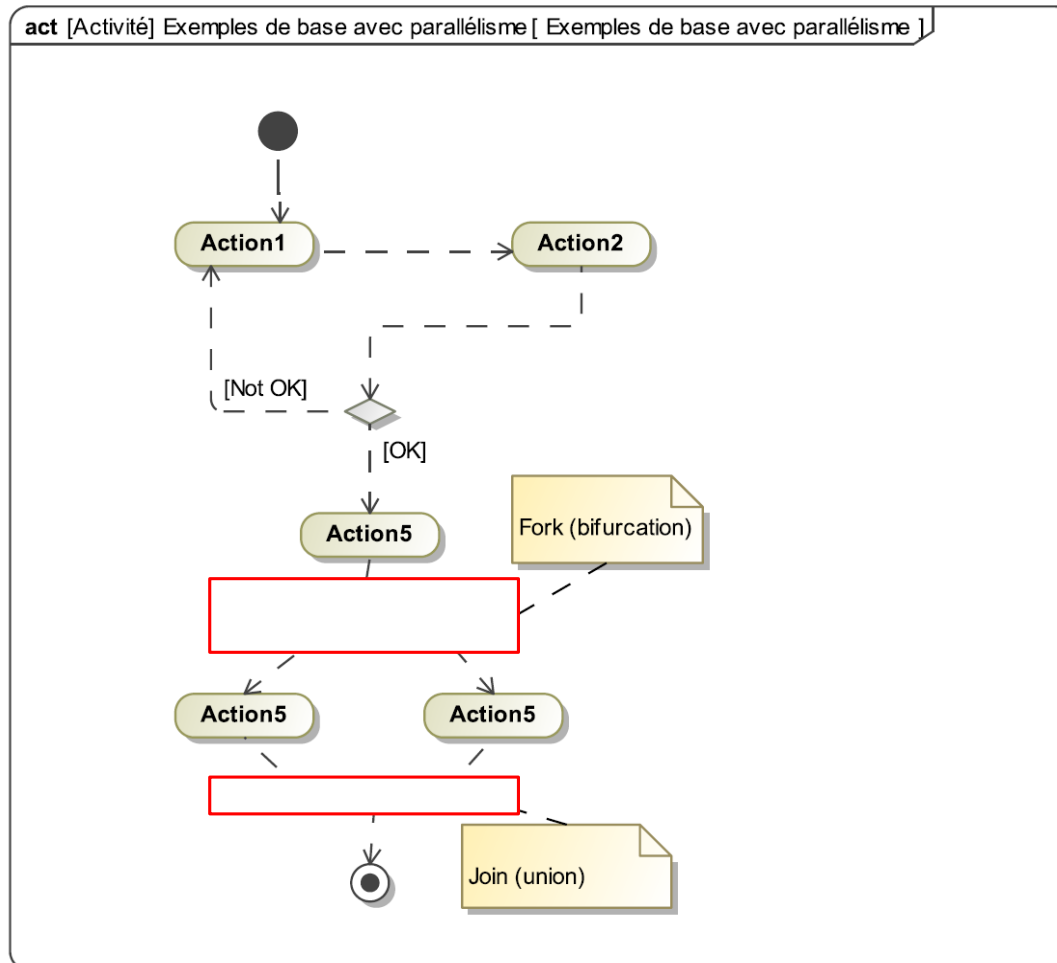 act [Activité] Exemples de base avec parallélisme [ Exemples de base avec parallélisme ]
Action1
Action2
[Not OK]
[OK]
Action5
Fork (bifurcation)
Action5
Action5
Join (union)